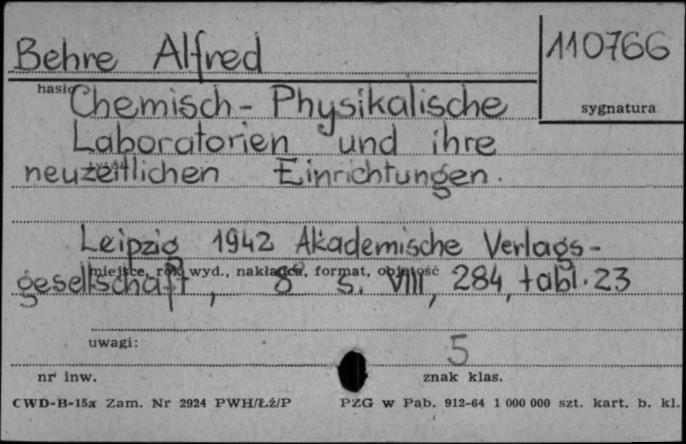 Behre Alfred
110766
hasło
sygnatura
Chemisch-Physikalische
Laboratorien und ihre
neuzeitlichen Einrichtungen.
Leipzig 1942 Akademische Verlags-
miejsce, rok wyd., nakładca, format, objętość
gesellschaft, 8° s. VIII, 284, tabl. 23
uwagi:
5
nr inw.
znak klas.
CWD-B-15a Zam. Nr 2924 PWH/Łź/P
PZG w Pab. 912-64 1 000 000 szt. kart. b. kl.